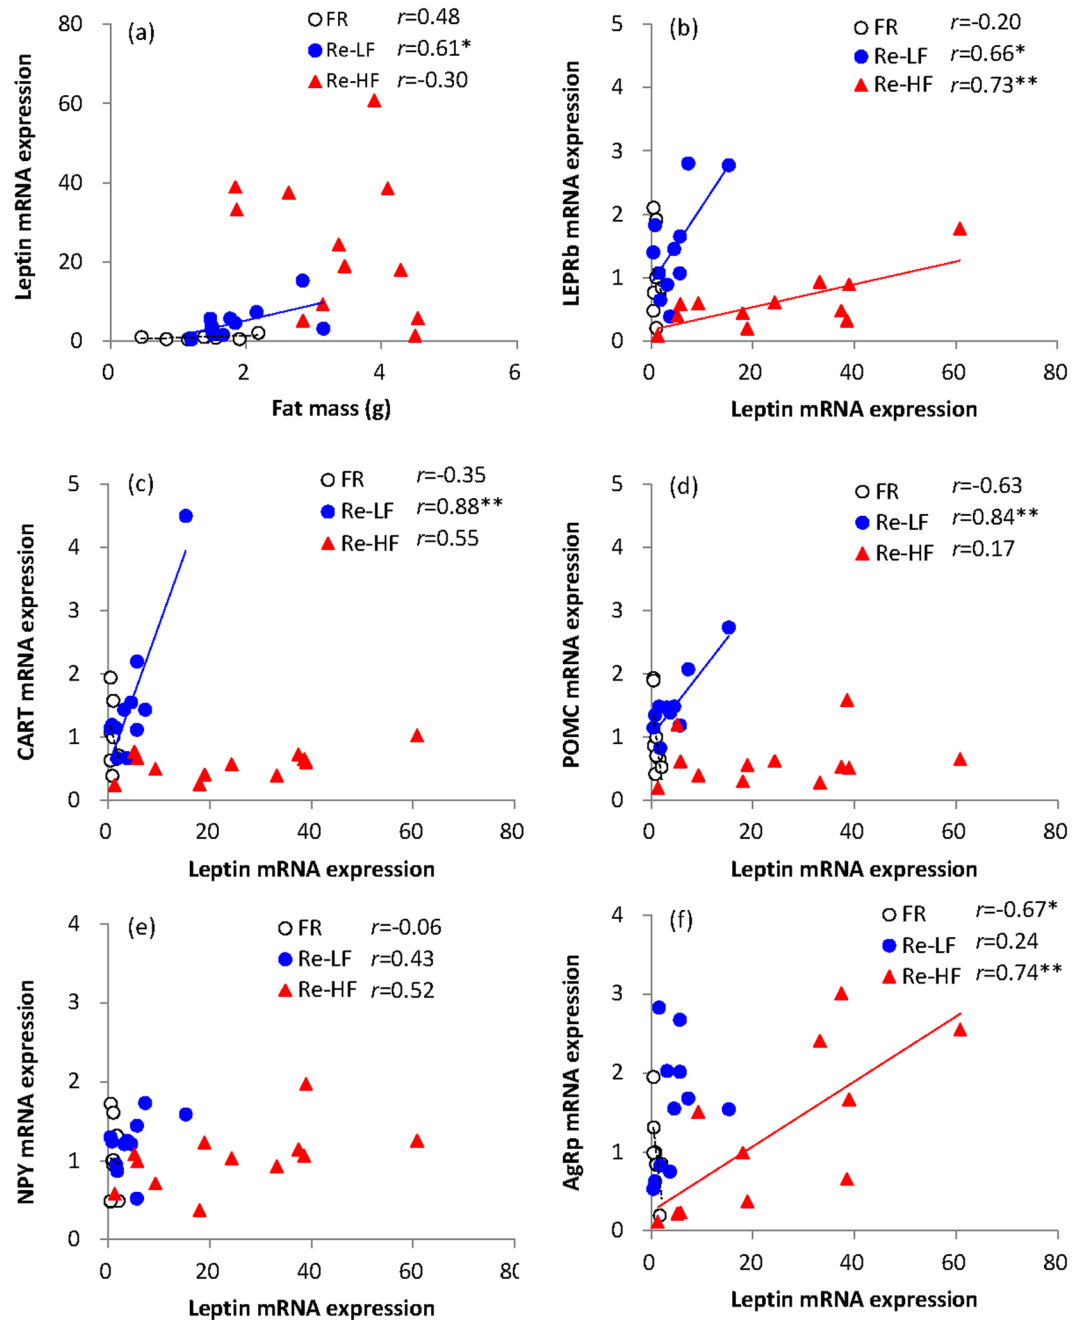 (a)
FR r=0.48
Re-LF r=0.61*
Re-HF r=-0.30
80
60
40
20
0
0 2 4 6
Leptin mRNA expression
Fat mass (g)
(b)
FR r=-0.20
Re-LF r=0.66*
Re-HF r=0.73**
5
4
3
2
1
0
0 20 40 60 80
LEPRb mRNA expression
Leptin mRNA expression
(c)
FR r=-0.35
Re-LF r=0.88**
Re-HF r=0.55
5
4
3
2
1
0
0 20 40 60 80
CART mRNA expression
Leptin mRNA expression
(d)
FR r=-0.63
Re-LF r=0.84**
Re-HF r=0.17
5
4
3
2
1
0
0 20 40 60 80
POMC mRNA expression
Leptin mRNA expression
(e)
FR r=-0.06
Re-LF r=0.43
Re-HF r=0.52
4
3
2
1
0
0 20 40 60 80
NPY mRNA expression
Leptin mRNA expression
(f)
FR r=-0.67*
Re-LF r=0.24
Re-HF r=0.74**
4
3
2
1
0
0 20 40 60 80
AgRp mRNA expression
Leptin mRNA expression